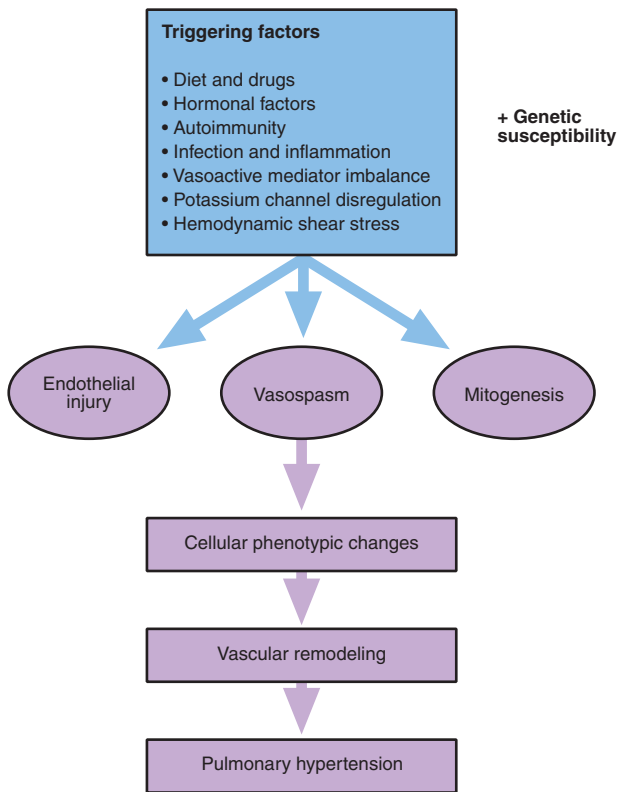 Triggering factors
• Diet and drugs
• Hormonal factors
• Autoimmunity
• Infection and inflammation
• Vasoactive mediator imbalance
• Potassium channel disregulation
• Hemodynamic shear stress
+ Genetic
susceptibility
Endothelial
injury
Vasospasm
Mitogenesis
Cellular phenotypic changes
Vascular remodeling
Pulmonary hypertension